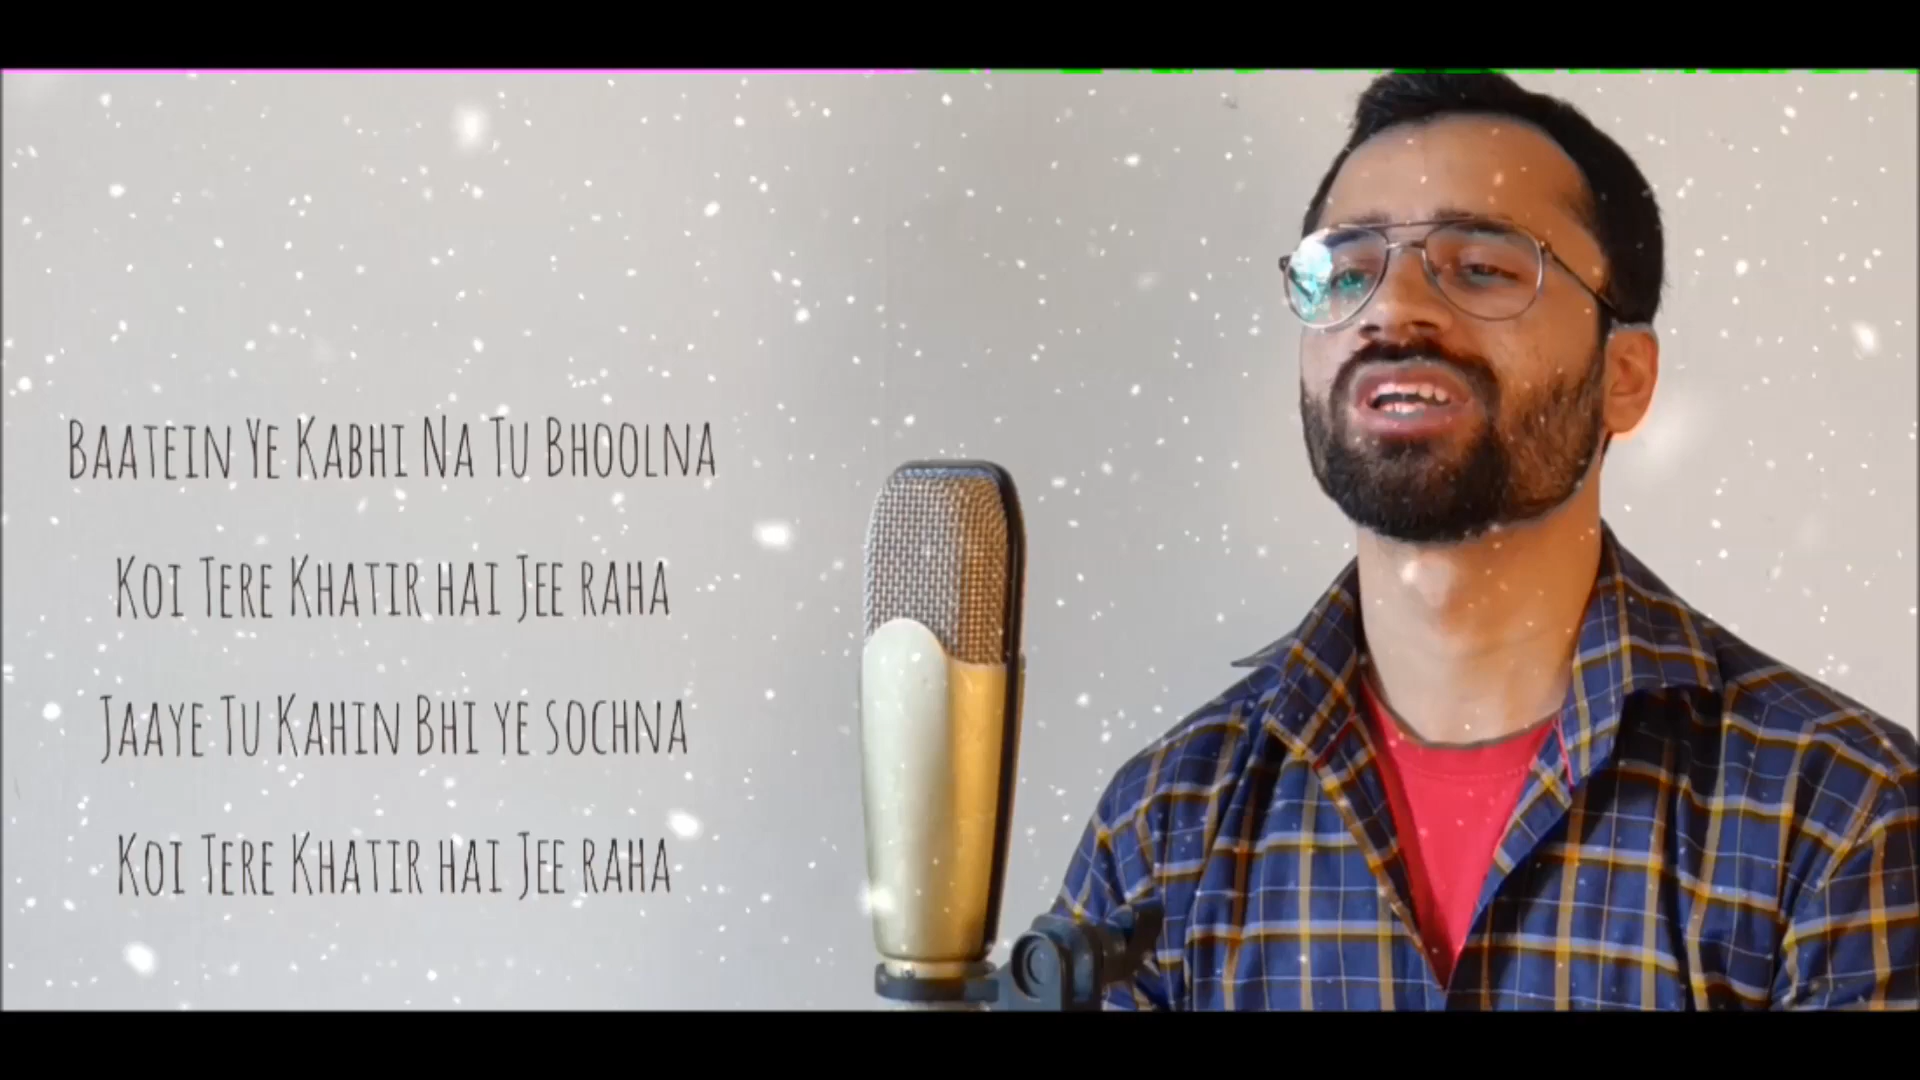 Baatein Ye Kabhi Na Tu Bhoolna
Koi Tere Khatir hai Jee raha
Jaaye Tu Kahin Bhi ye sochna
Koi Tere Khatir hai Jee raha